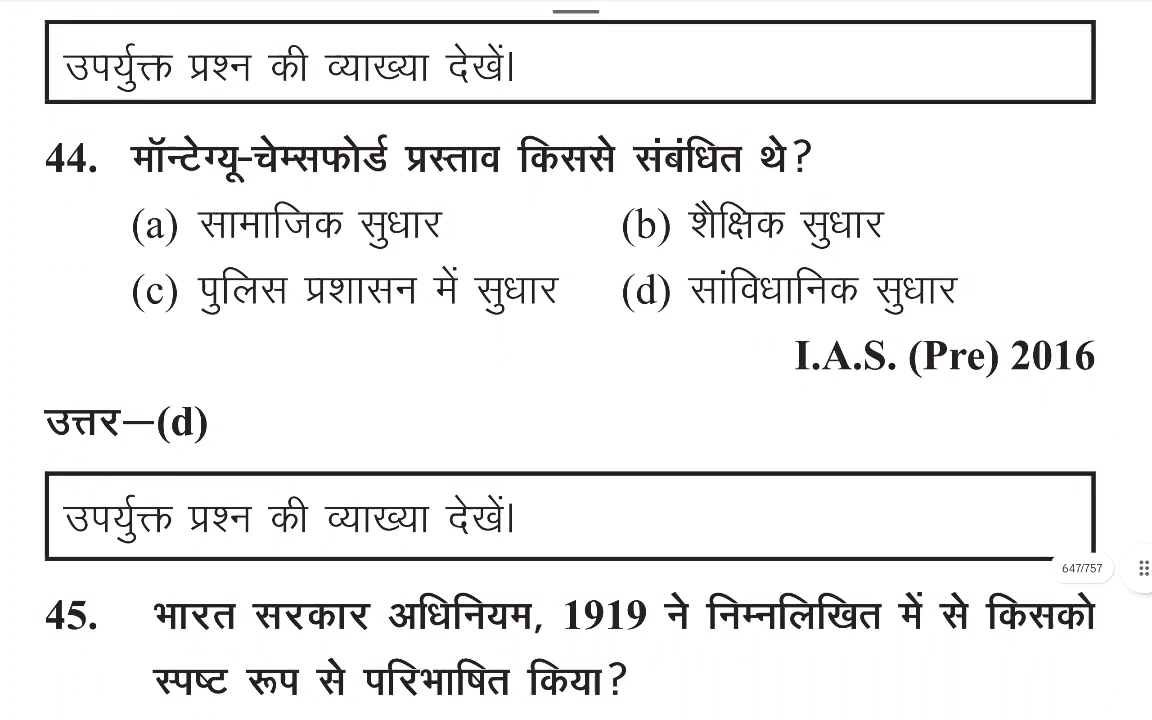 उपर्युक्त प्रश्न की व्याख्या देखें।
44. मॉन्टेग्यू-चेम्सफोर्ड प्रस्ताव किससे संबंधित थे?
(a) सामाजिक सुधार (b) शैक्षिक सुधार
(c) पुलिस प्रशासन में सुधार (d) सांविधानिक सुधार
I.A.S. (Pre) 2016
उत्तर—(d)
उपर्युक्त प्रश्न की व्याख्या देखें।
647/757
45. भारत सरकार अधिनियम, 1919 ने निम्नलिखित में से किसको
स्पष्ट रूप से परिभाषित किया?